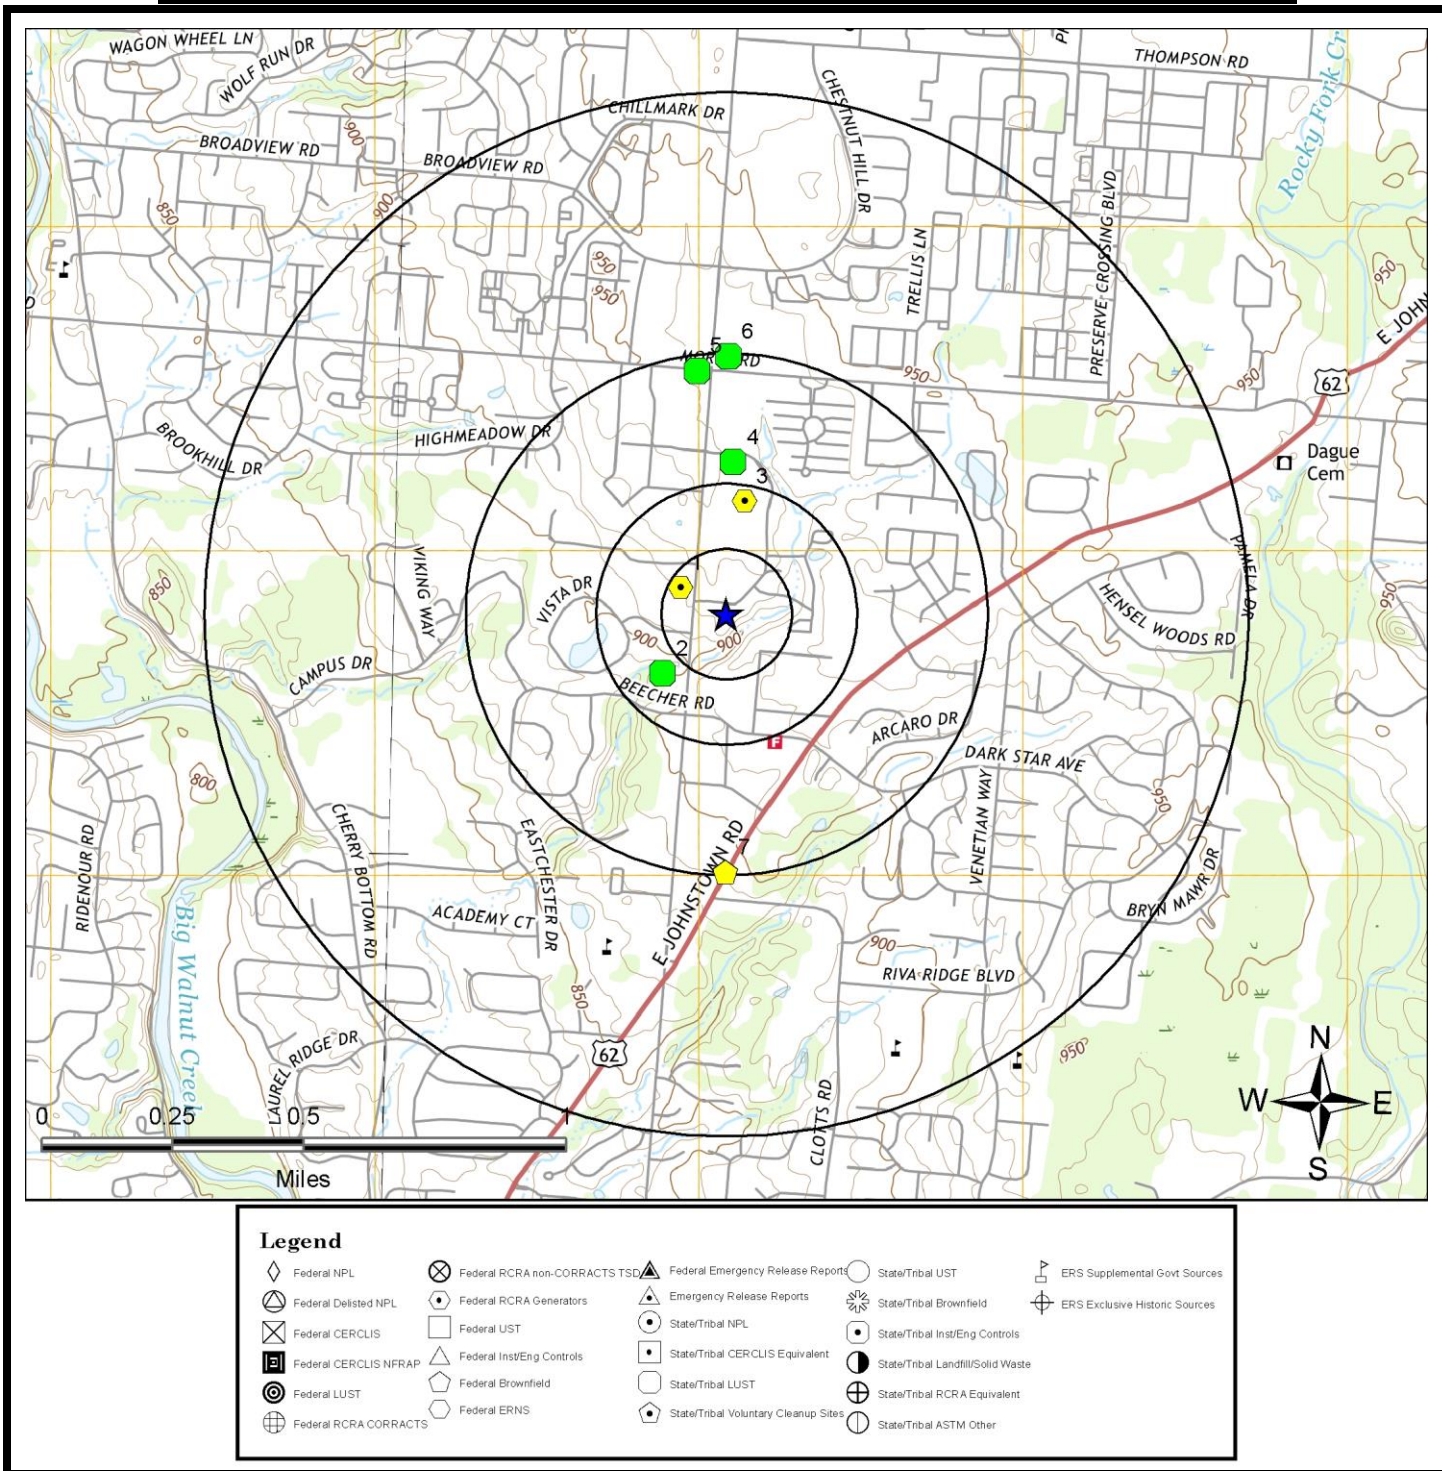 WAGON WHEEL LN
WOLF RUN DR
THOMPSON RD
Rocky Fork Cr
CHILLMARK DR
CHESTNUT HILL DR
BROADVIEW RD
BROADVIEW RD
900
850
900
950
950
TRELLIS LN
PRESERVE CROSSING BLVD
950
E JOHN
6
5
RD
950
950
62
BROOKHILL DR
HIGHMEADOW DR
4
3
Dague
Cem
850
VIKING WAY
VISTA DR
1
900
900
2
BEECHER RD
CAMPUS DR
HENSEL WOODS RD
PAMELA DR
950
F
ARCARO DR
DARK STAR AVE
800
950
RIDENOUR RD
CHERRY BOTTOM RD
EASTCHESTER DR
E JOHNSTOWN RD
7
VENETIAN WAY
BRYN MAWR DR
Big Walnut Creek
ACADEMY CT
900
RIVA RIDGE BLVD
850
62
950
LAUREL RIDGE DR
CLOTTS RD
N
W E
S
0 0.25 0.5 1
Miles
Legend
Federal NPL
Federal Delisted NPL
Federal CERCLIS
Federal CERCLIS NFRAP
Federal LUST
Federal RCRA CORRACTS
Federal RCRA non-CORRACTS TSD
Federal RCRA Generators
Federal UST
Federal Inst/Eng Controls
Federal Brownfield
Federal ERNS
Federal Emergency Release Reports
Emergency Release Reports
State/Tribal NPL
State/Tribal CERCLIS Equivalent
State/Tribal LUST
State/Tribal Voluntary Cleanup Sites
State/Tribal UST
State/Tribal Brownfield
State/Tribal Inst/Eng Controls
State/Tribal Landfill/Solid Waste
State/Tribal RCRA Equivalent
State/Tribal ASTM Other
ERS Supplemental Govt Sources
ERS Exclusive Historic Sources